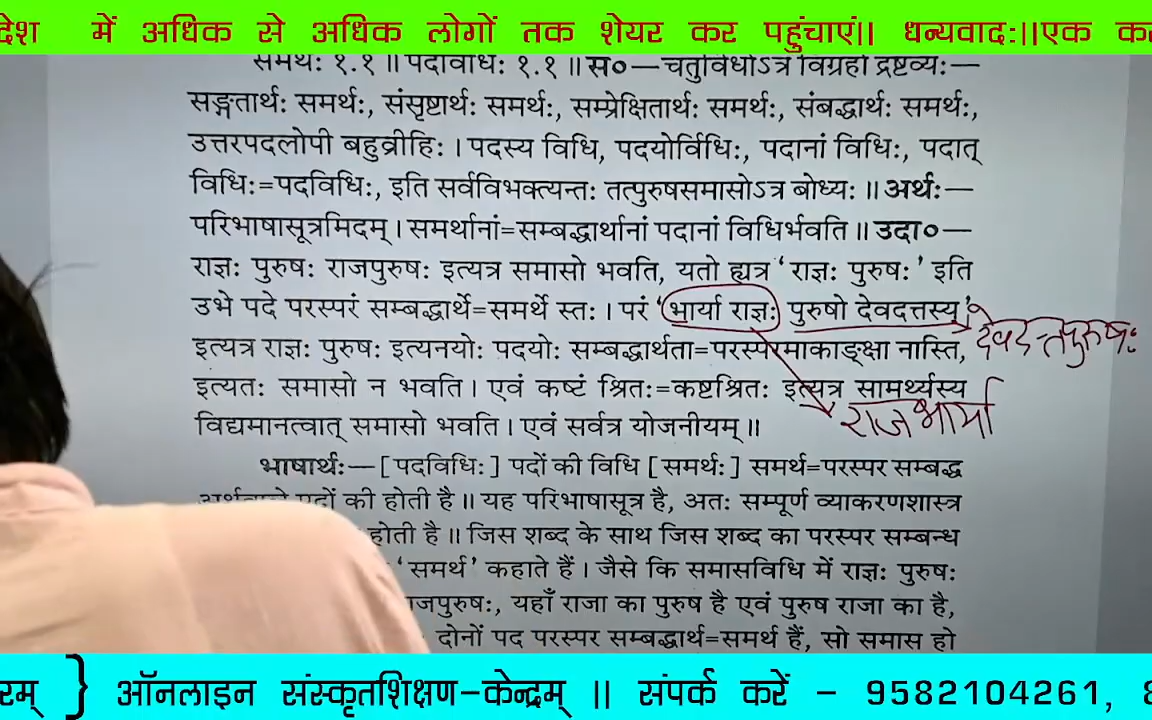 देश में अधिक से अधिक लोगों तक शेयर कर पहुंचाएं॥ धन्यवादः॥एक
समर्थः १.१ ॥ पदविधिः १.१ ॥ स०—चतुर्विधोऽत्र विग्रहो द्रष्टव्यः—
सङ्गतार्थः समर्थः, संसृष्टार्थः समर्थः, सम्प्रेक्षितार्थः समर्थः, संबद्धार्थः समर्थः,
उत्तरपदलोपी बहुव्रीहिः । पदस्य विधि, पदयोर्विधिः, पदानां विधिः, पदात्
विधिः=पदविधिः, इति सर्वविभक्त्यन्तः तत्पुरुषसमासोऽत्र बोध्यः ॥ अर्थः—
परिभाषासूत्रमिदम् । समर्थानां=सम्बद्धार्थानां पदानां विधिर्भवति ॥ उदा०—
राज्ञः पुरुषः राजपुरुषः इत्यत्र समासो भवति, यतो ह्यत्र ‘राज्ञः पुरुषः’ इति
उभे पदे परस्परं सम्बद्धार्थे=समर्थे स्तः । परं ‘भार्या राज्ञः पुरुषो देवदत्तस्य’
देवदत्तपुरुषः
इत्यत्र राज्ञः पुरुषः इत्यनयोः पदयोः सम्बद्धार्थता=परस्परमाकाङ्क्षा नास्ति,
इत्यतः समासो न भवति । एवं कष्टं श्रितः=कष्टश्रितः इत्यत्र सामर्थ्यस्य
राजभार्या
विद्यमानत्वात् समासो भवति । एवं सर्वत्र योजनीयम् ॥
भाषार्थः—[पदविधिः] पदों की विधि [समर्थः] समर्थ=परस्पर सम्बद्ध
अर्थवाले पदों की होती है ॥ यह परिभाषासूत्र है, अतः सम्पूर्ण व्याकरणशास्त्र
होती है ॥ जिस शब्द के साथ जिस शब्द का परस्पर सम्बन्ध
‘समर्थ’ कहाते हैं । जैसे कि समासविधि में राज्ञः पुरुषः
यहाँ राजा का पुरुष है एवं पुरुष राजा का है,
दोनों पद परस्पर सम्बद्धार्थ=समर्थ हैं, सो समास हो
} ऑनलाइन संस्कृतशिक्षण-केन्द्रम् ॥ संपर्क करें - 9582104261,